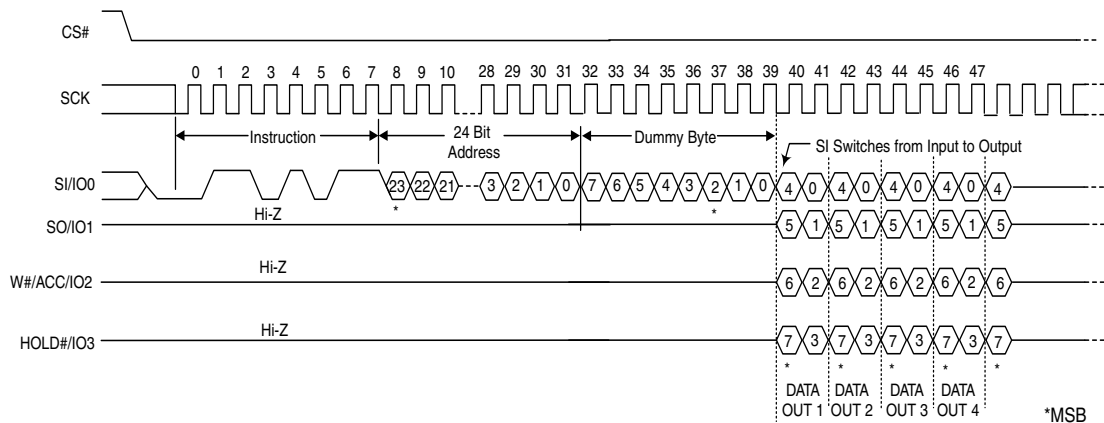 CS#
0 1 2 3 4 5 6 7 8 9 10 28 29 30 31 32 33 34 35 36 37 38 39 40 41 42 43 44 45 46 47
SCK
Instruction 24 Bit Address Dummy Byte
SI Switches from Input to Output
SI/IO0 23 22 21 3 2 1 0 7 6 5 4 3 2 1 0 4 0 4 0 4 0 4 0 4
* *
Hi-Z
SO/IO1 5 1 5 1 5 1 5 1 5
Hi-Z
W#/ACC/IO2 6 2 6 2 6 2 6 2 6
Hi-Z
HOLD#/IO3 7 3 7 3 7 3 7 3 7
* * * * *
DATA OUT 1 DATA OUT 2 DATA OUT 3 DATA OUT 4
*MSB